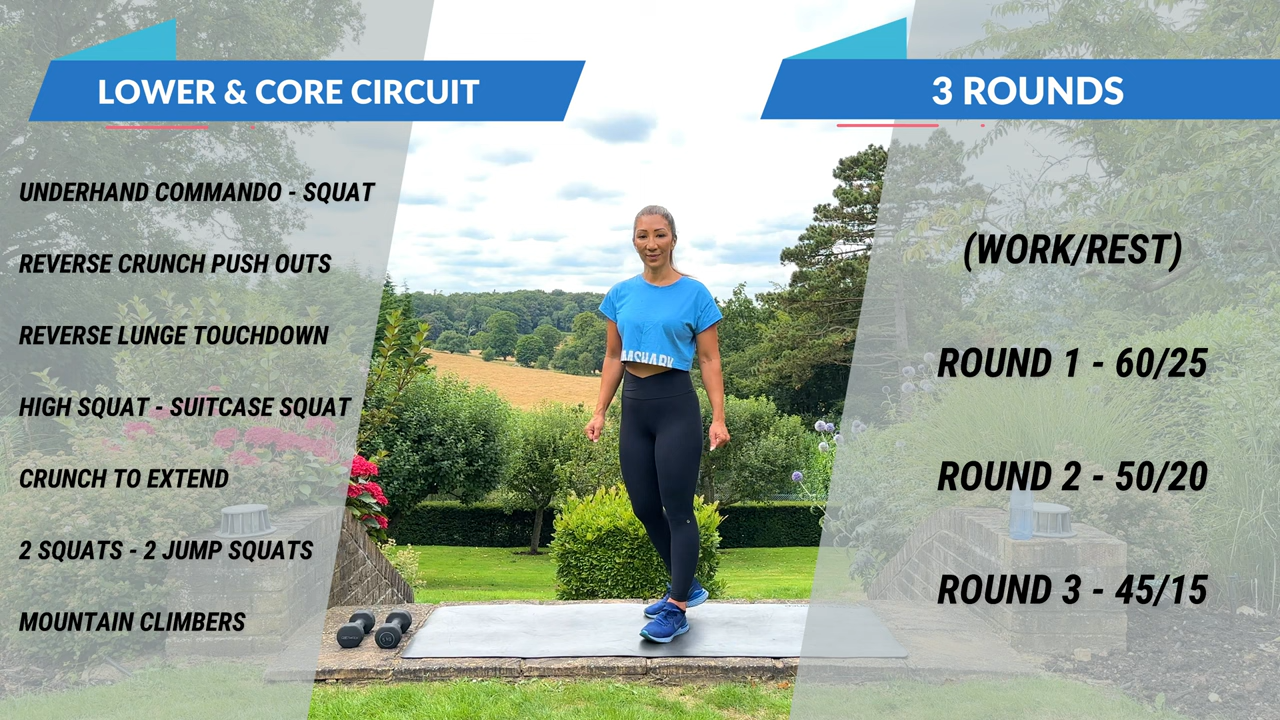 LOWER & CORE CIRCUIT
UNDERHAND COMMANDO - SQUAT
REVERSE CRUNCH PUSH OUTS
REVERSE LUNGE TOUCHDOWN
HIGH SQUAT - SUITCASE SQUAT
CRUNCH TO EXTEND
2 SQUATS - 2 JUMP SQUATS
MOUNTAIN CLIMBERS
3 ROUNDS
(WORK/REST)
ROUND 1 - 60/25
ROUND 2 - 50/20
ROUND 3 - 45/15